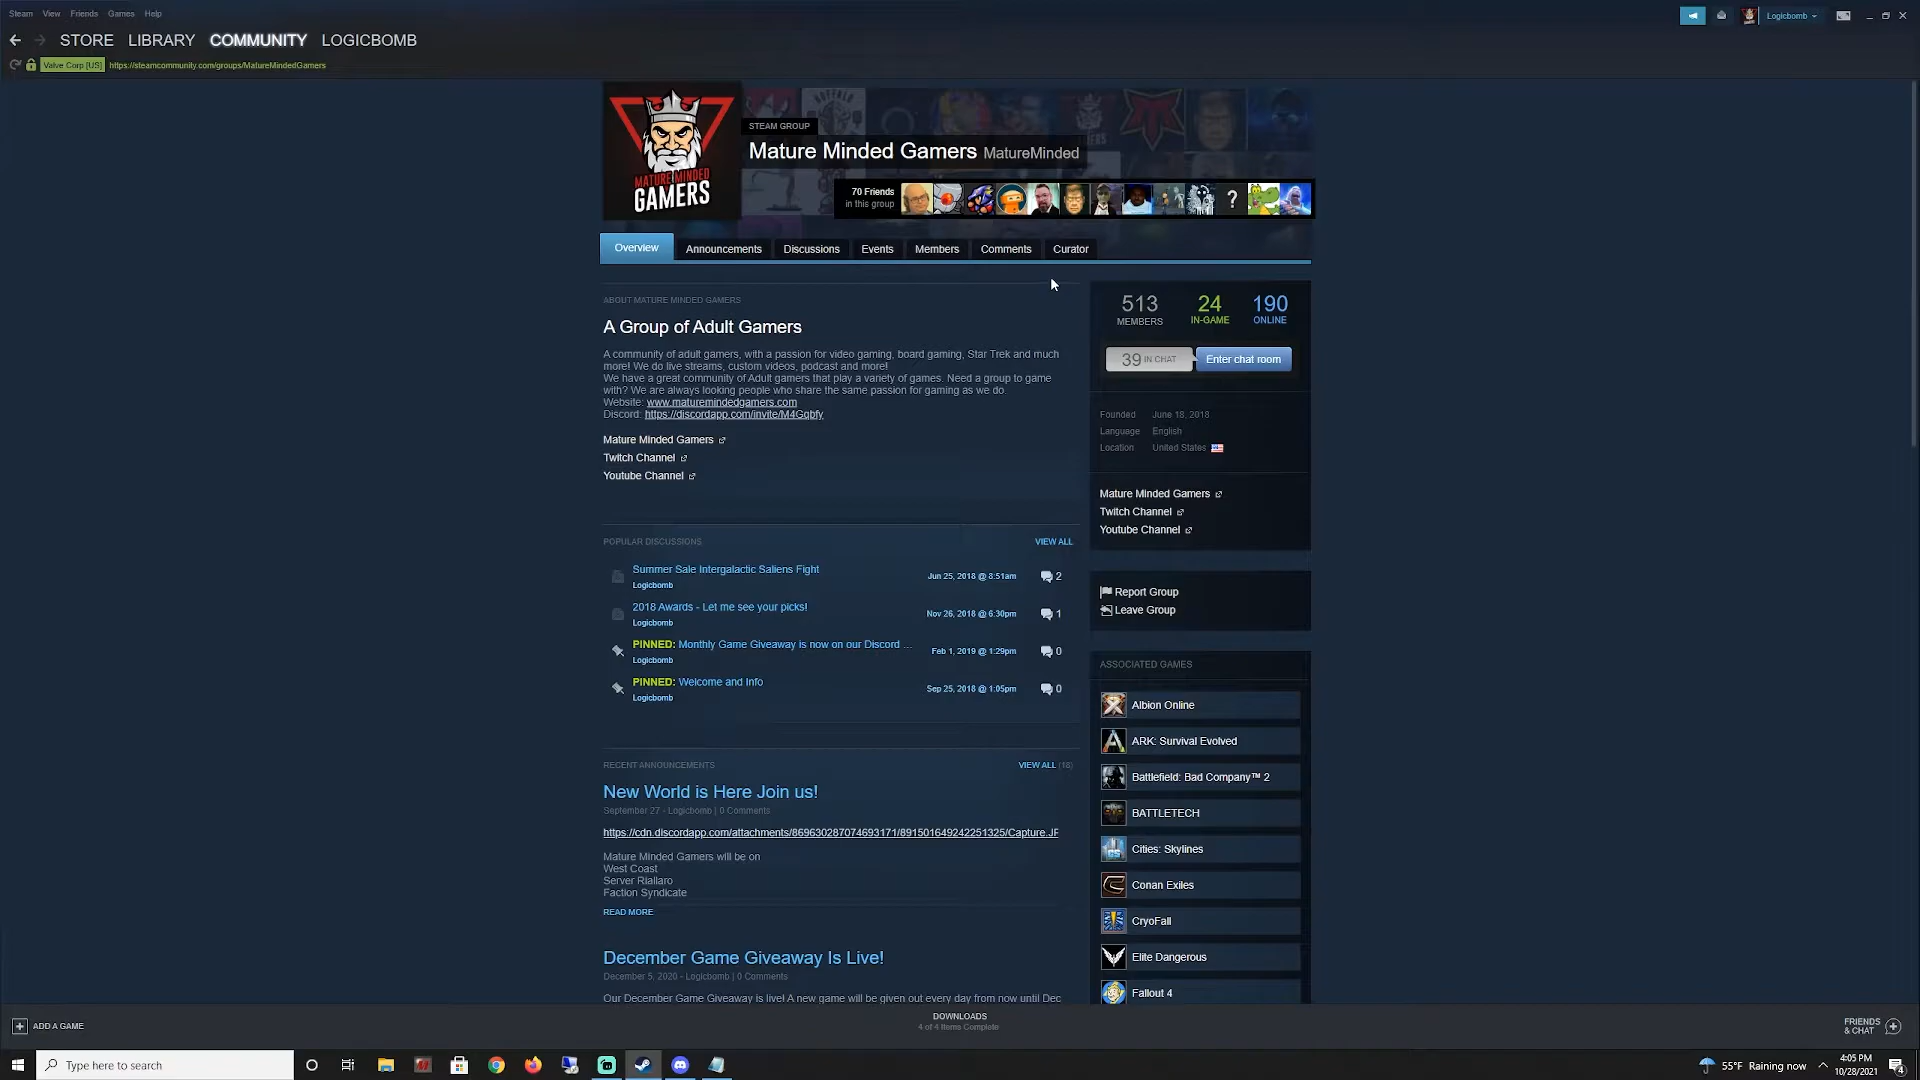 Steam View Friends Games Help
Logicbomb
STORE LIBRARY COMMUNITY LOGICBOMB
Valve Corp [US] https://steamcommunity.com/groups/MatureMindedGamers
MATURE MINDED
GAMERS
STEAM GROUP
Mature Minded Gamers MatureMinded
70 Friends
in this group
?
Overview Announcements Discussions Events Members Comments Curator
ABOUT MATURE MINDED GAMERS
A Group of Adult Gamers
A community of adult gamers, with a passion for video gaming, board gaming, Star Trek and much
more! We do live streams, custom videos, podcast and more!
We have a great community of Adult gamers that play a variety of games. Need a group to game
with? We are always looking people who share the same passion for gaming as we do.
Website: www.maturemindedgamers.com
Discord: https://discordapp.com/invite/M4Gqbfy
Mature Minded Gamers
Twitch Channel
Youtube Channel
513 24 190
MEMBERS IN-GAME ONLINE
39 IN CHAT Enter chat room
Founded June 18, 2018
Language English
Location United States
Mature Minded Gamers
Twitch Channel
Youtube Channel
Report Group
Leave Group
POPULAR DISCUSSIONS VIEW ALL
Summer Sale Intergalactic Saliens Fight Jun 25, 2018 @ 8:51am 2
Logicbomb
2018 Awards - Let me see your picks! Nov 26, 2018 @ 6:30pm 1
Logicbomb
PINNED: Monthly Game Giveaway is now on our Discord ... Feb 1, 2019 @ 1:29pm 0
Logicbomb
PINNED: Welcome and Info Sep 25, 2018 @ 1:05pm 0
Logicbomb
RECENT ANNOUNCEMENTS VIEW ALL (18)
New World is Here Join us!
September 27 - Logicbomb | 0 Comments
https://cdn.discordapp.com/attachments/869630287074693171/891501649242251325/Capture.JF
Mature Minded Gamers will be on
West Coast
Server Riallaro
Faction Syndicate
READ MORE
December Game Giveaway Is Live!
December 5, 2020 - Logicbomb | 0 Comments
Our December Game Giveaway is live! A new game will be given out every day from now until Dec
ASSOCIATED GAMES
Albion Online
ARK: Survival Evolved
Battlefield: Bad Company™ 2
BATTLETECH
Cities: Skylines
Conan Exiles
CryoFall
Elite Dangerous
Fallout 4
ADD A GAME
DOWNLOADS
4 of 4 Items Complete
FRIENDS
& CHAT
Type here to search
55°F Raining now
4:05 PM
10/28/2021
4